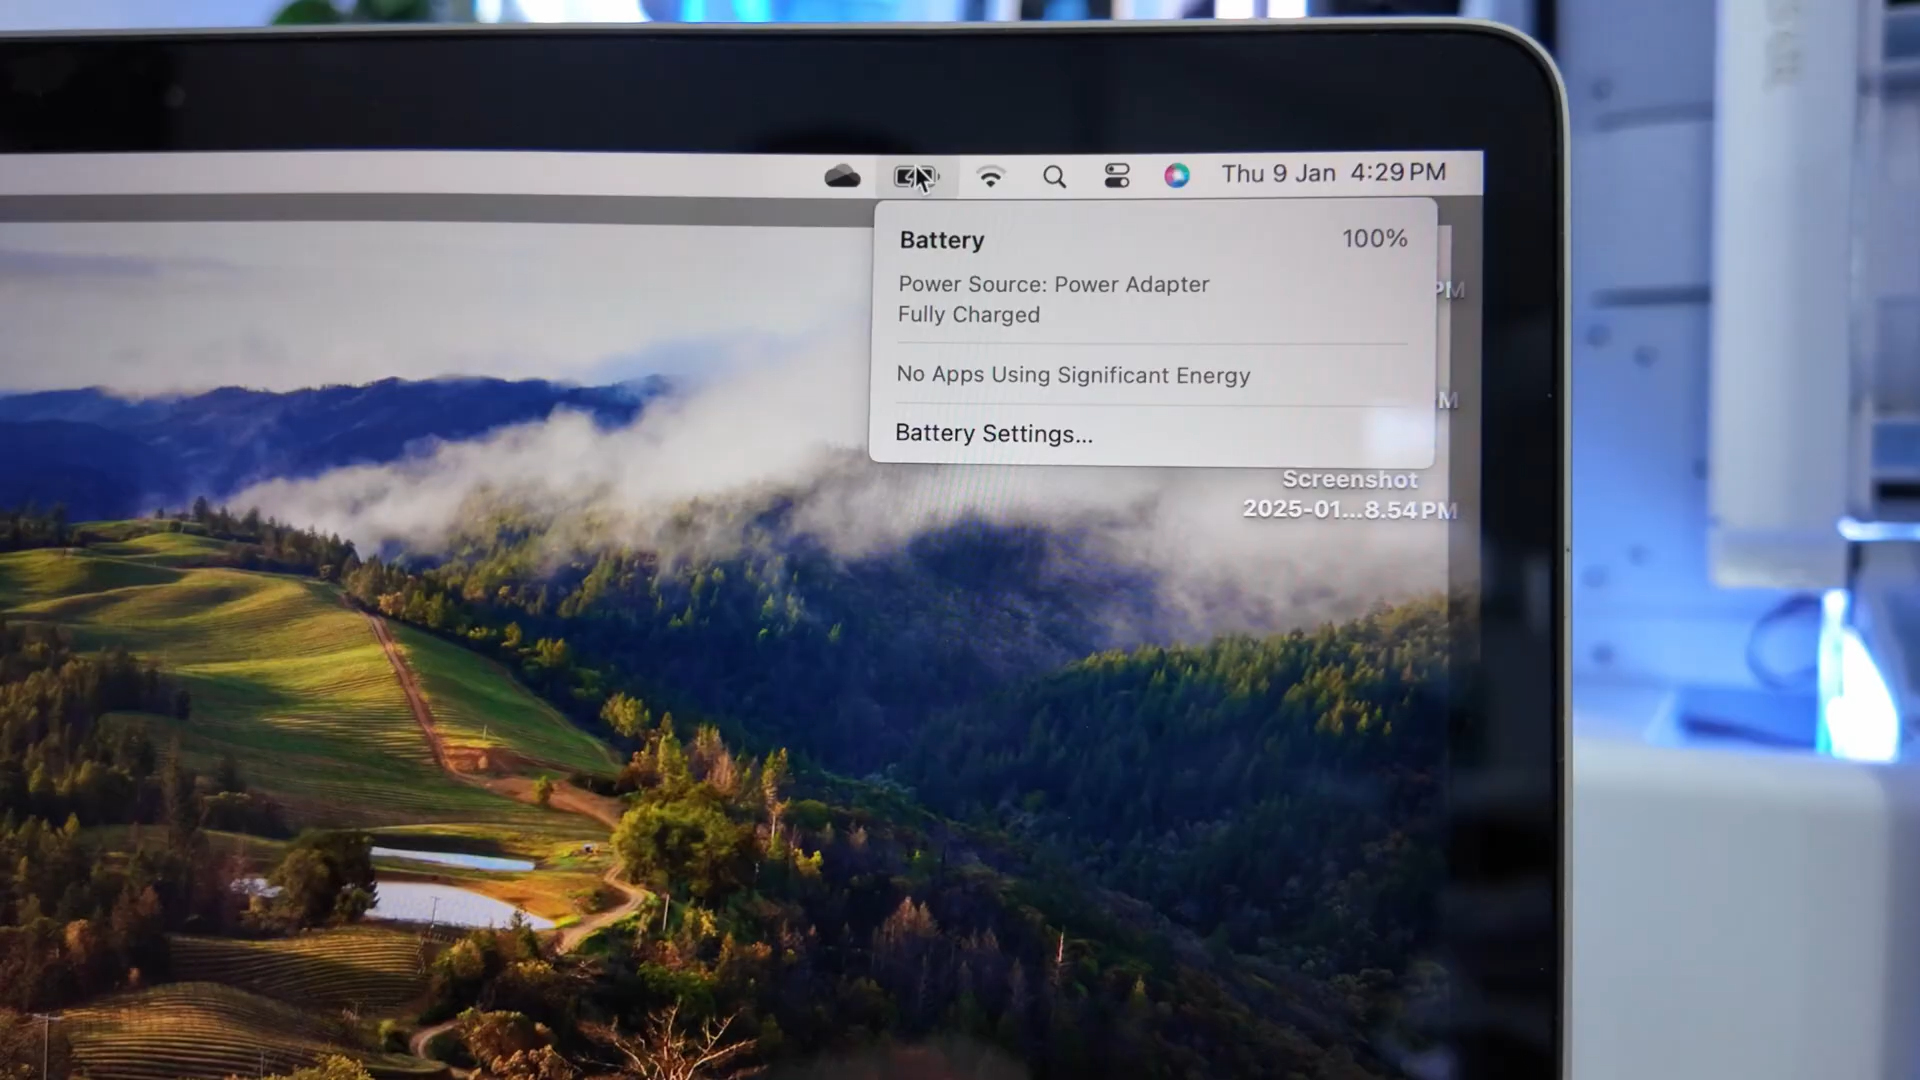 Thu 9 Jan 4:29 PM
Battery 100%
Power Source: Power Adapter
PM
Fully Charged
No Apps Using Significant Energy
M
Battery Settings...
Screenshot
2025-01...8.54 PM